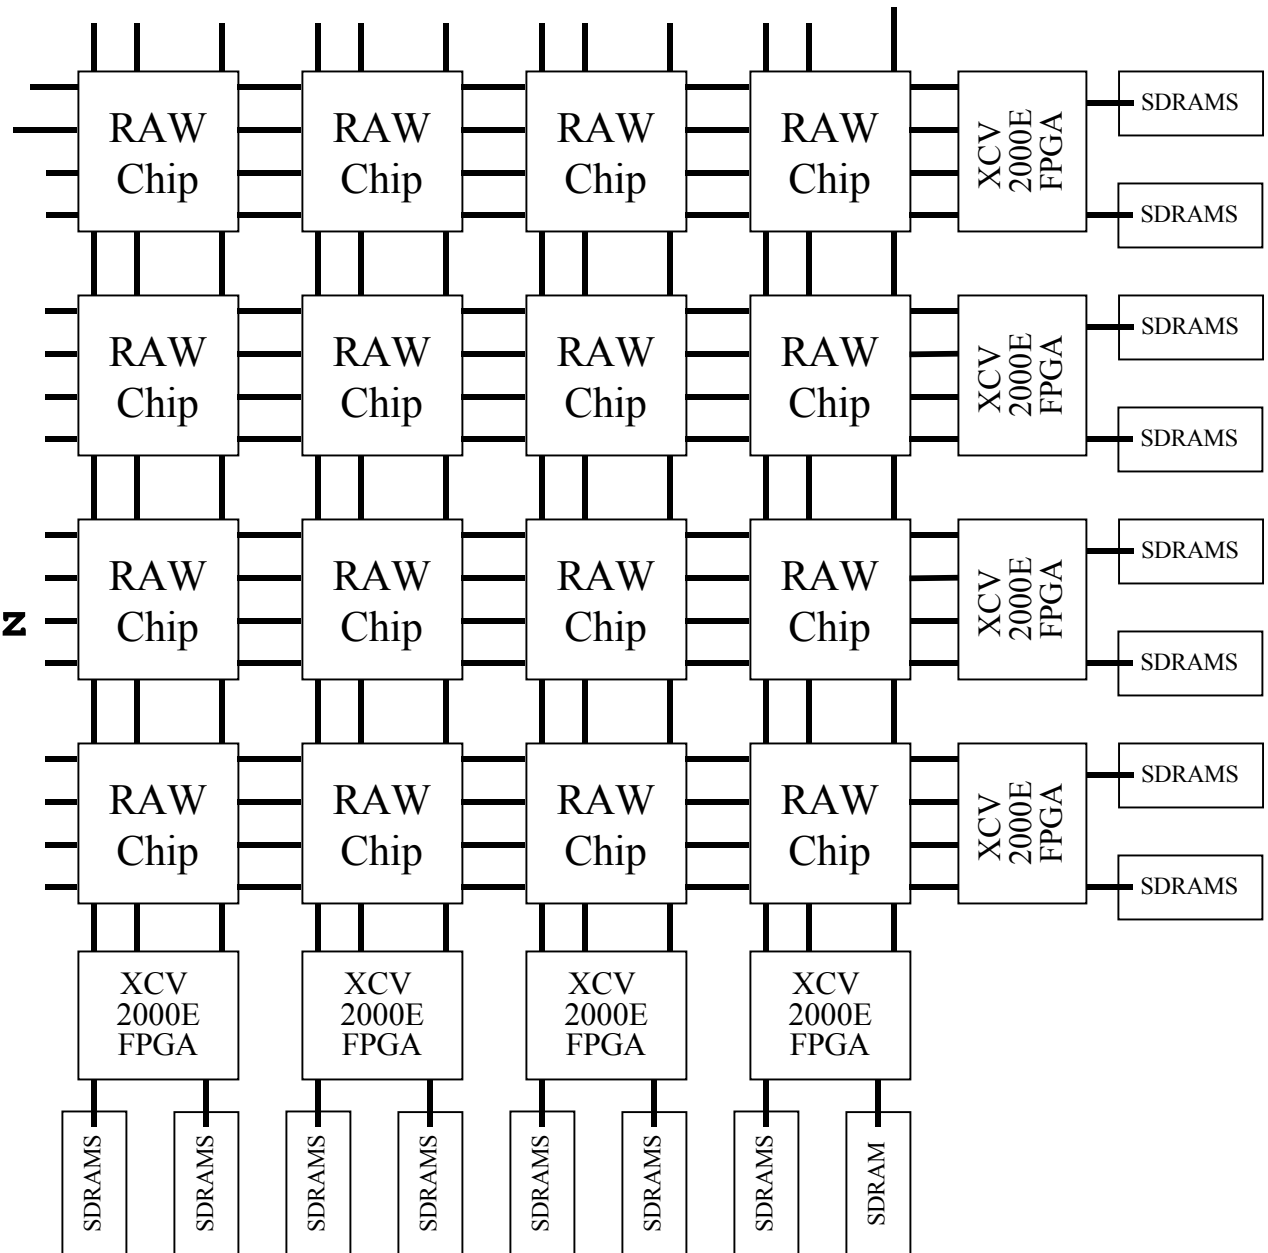 RAW
Chip
RAW
Chip
RAW
Chip
RAW
Chip
XCV
2000E
FPGA
SDRAMS
SDRAMS
RAW
Chip
RAW
Chip
RAW
Chip
RAW
Chip
XCV
2000E
FPGA
SDRAMS
SDRAMS
z
RAW
Chip
RAW
Chip
RAW
Chip
RAW
Chip
XCV
2000E
FPGA
SDRAMS
SDRAMS
RAW
Chip
RAW
Chip
RAW
Chip
RAW
Chip
XCV
2000E
FPGA
SDRAMS
SDRAMS
XCV
2000E
FPGA
XCV
2000E
FPGA
XCV
2000E
FPGA
XCV
2000E
FPGA
SDRAMS
SDRAMS
SDRAMS
SDRAMS
SDRAMS
SDRAMS
SDRAMS
SDRAM